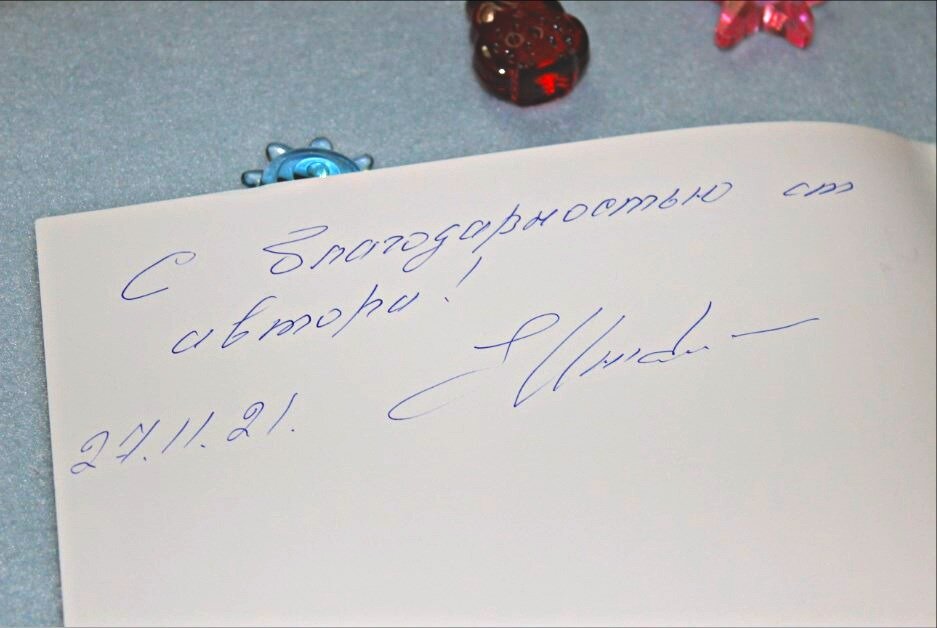 С благодарностью от
автора!
27.11.21.